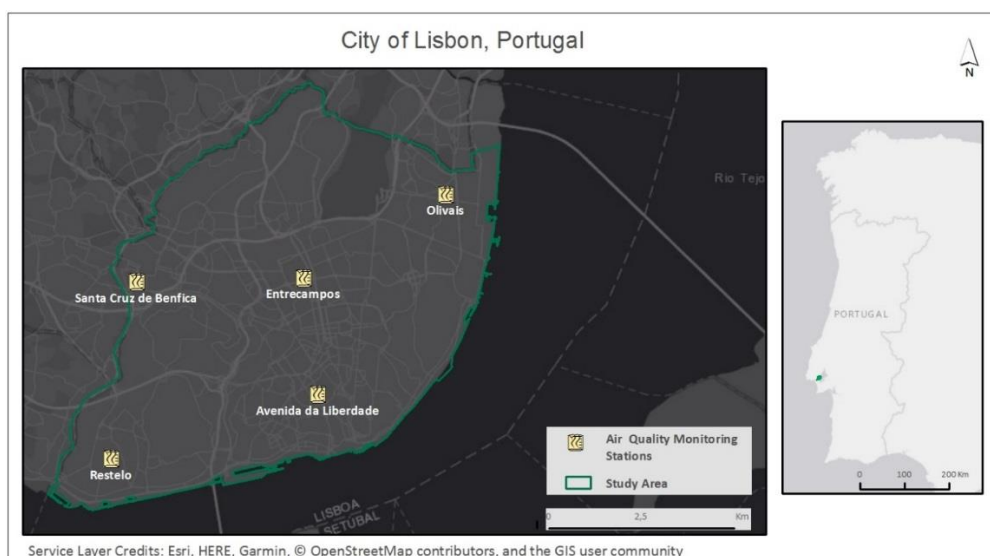 City of Lisbon, Portugal
N
Rio Tejo
Olivais
Santa Cruz de Benfica
Entrecampos
Avenida da Liberdade
Restelo
LISBOA
SETUBAL
Air Quality Monitoring
Stations
Study Area
0 2,5 Km
PORTUGAL
0 100 200 Km
Service Layer Credits: Esri, HERE, Garmin, © OpenStreetMap contributors, and the GIS user community